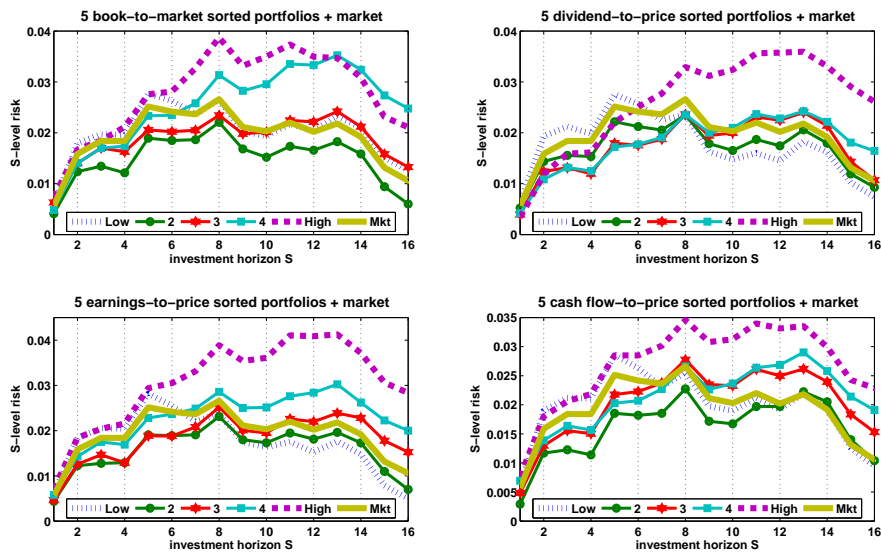 5 book-to-market sorted portfolios + market
0.04
0.03
0.02
0.01
0
S-level risk
Low 2 3 4 High Mkt
2 4 6 8 10 12 14 16
investment horizon S
5 dividend-to-price sorted portfolios + market
0.04
0.03
0.02
0.01
0
S-level risk
Low 2 3 4 High Mkt
2 4 6 8 10 12 14 16
investment horizon S
5 earnings-to-price sorted portfolios + market
0.04
0.03
0.02
0.01
0
S-level risk
Low 2 3 4 High Mkt
2 4 6 8 10 12 14 16
investment horizon S
5 cash flow-to-price sorted portfolios + market
0.035
0.03
0.025
0.02
0.015
0.01
0.005
0
S-level risk
Low 2 3 4 High Mkt
2 4 6 8 10 12 14 16
investment horizon S